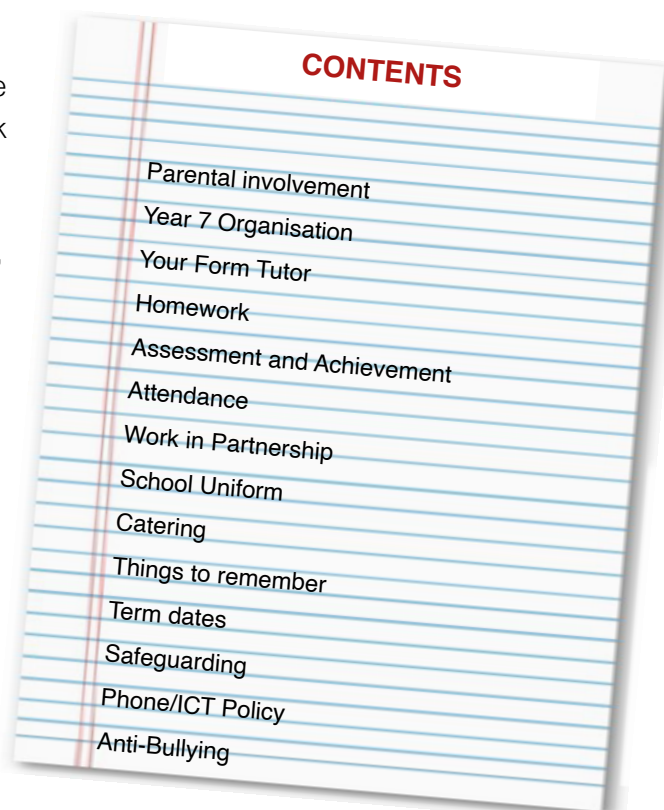 CONTENTS
Parental involvement
Year 7 Organisation
Your Form Tutor
Homework
Assessment and Achievement
Attendance
Work in Partnership
School Uniform
Catering
Things to remember
Term dates
Safeguarding
Phone/ICT Policy
Anti-Bullying